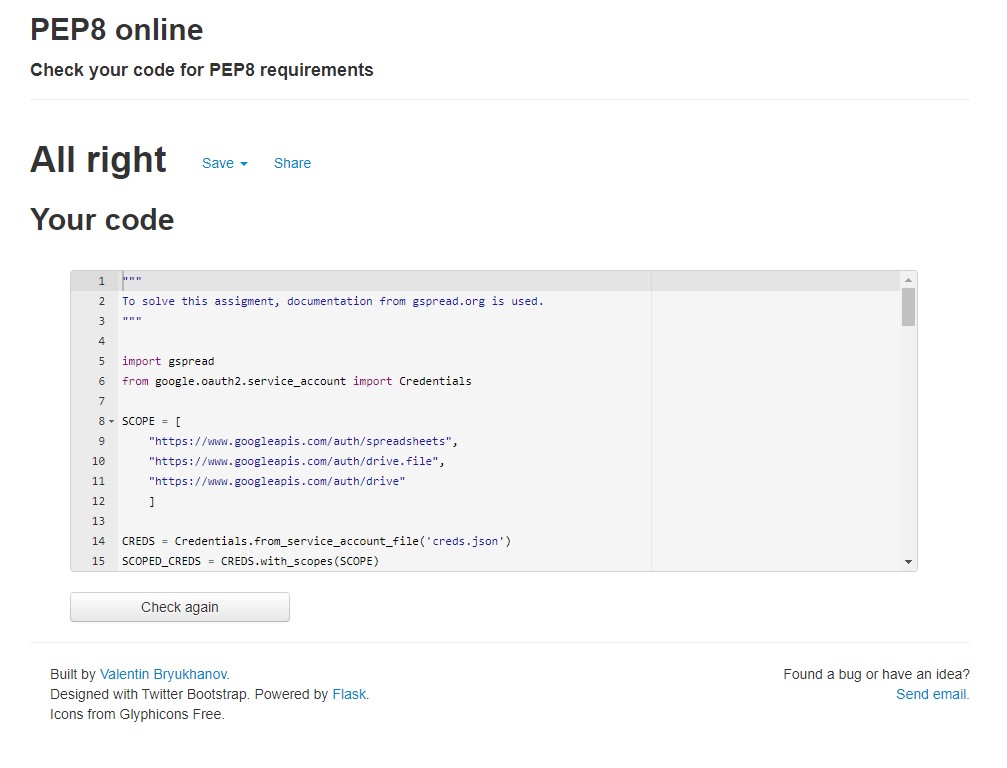 PEP8 online
Check your code for PEP8 requirements
All right Save Share
Your code
1 """
2 To solve this assigment, documentation from gspread.org is used.
3 """
4
5 import gspread
6 from google.oauth2.service_account import Credentials
7
8 SCOPE = [
9     "https://www.googleapis.com/auth/spreadsheets",
10     "https://www.googleapis.com/auth/drive.file",
11     "https://www.googleapis.com/auth/drive"
12     ]
13
14 CREDS = Credentials.from_service_account_file('creds.json')
15 SCOPED_CREDS = CREDS.with_scopes(SCOPE)
Check again
Built by Valentin Bryukhanov.
Designed with Twitter Bootstrap. Powered by Flask.
Icons from Glyphicons Free.
Found a bug or have an idea?
Send email.